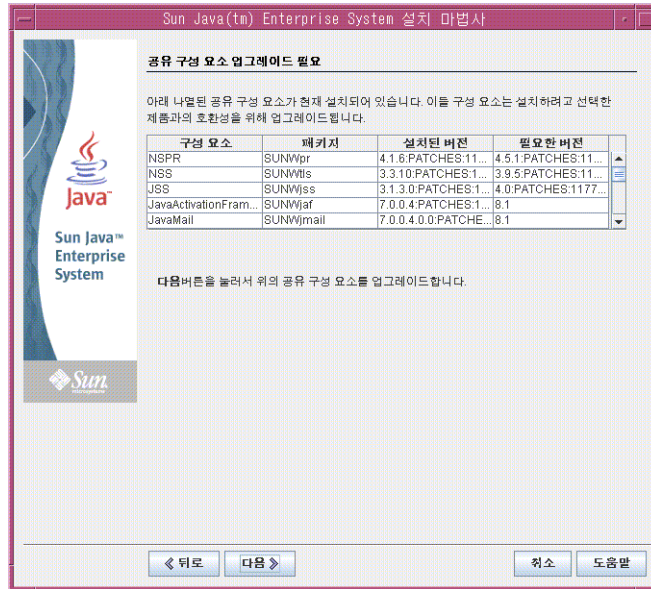 Sun Java(tm) Enterprise System 설치 마법사
공유 구성 요소 업그레이드 필요
아래 나열된 공유 구성 요소가 현재 설치되어 있습니다. 이들 구성 요소는 설치하려고 선택한
제품과의 호환성을 위해 업그레이드 됩니다.
구성 요소 패키지 설치된 버전 필요한 버전
NSPR SUNWpr 4.1.6:PATCHES:11... 4.5.1:PATCHES:11...
NSS SUNWtls 3.3.10:PATCHES:1... 3.9.5:PATCHES:11...
JSS SUNWjss 3.1.3.0:PATCHES:1... 4.0:PATCHES:1177...
JavaActivationFram... SUNWjaf 7.0.0.4:PATCHES:1... 8.1
JavaMail SUNWjmail 7.0.0.4.0.0:PATCHE... 8.1
다음버튼을 눌러서 위의 공유 구성 요소를 업그레이드합니다.
Java™
Sun Java™
Enterprise
System
Sun
microsystems
뒤로 다음 취소 도움말